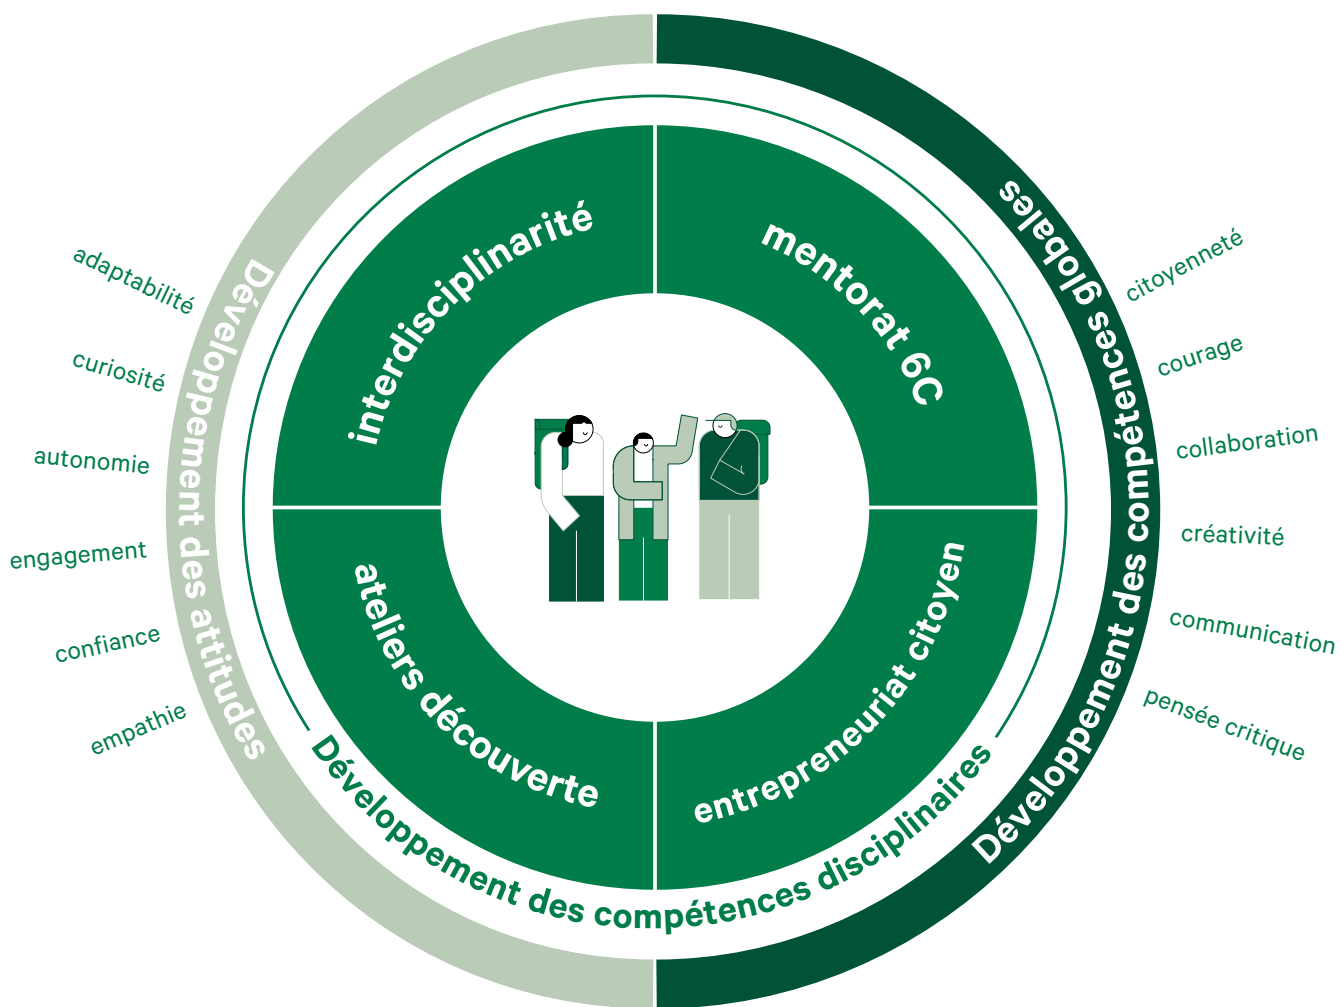 Développement des attitudes
adaptabilité
curiosité
autonomie
engagement
confiance
empathie
interdisciplinarité
mentorat 6C
ateliers découverte
entrepreneuriat citoyen
Développement des compétences disciplinaires
Développement des compétences globales
citoyenneté
courage
collaboration
créativité
communication
pensée critique